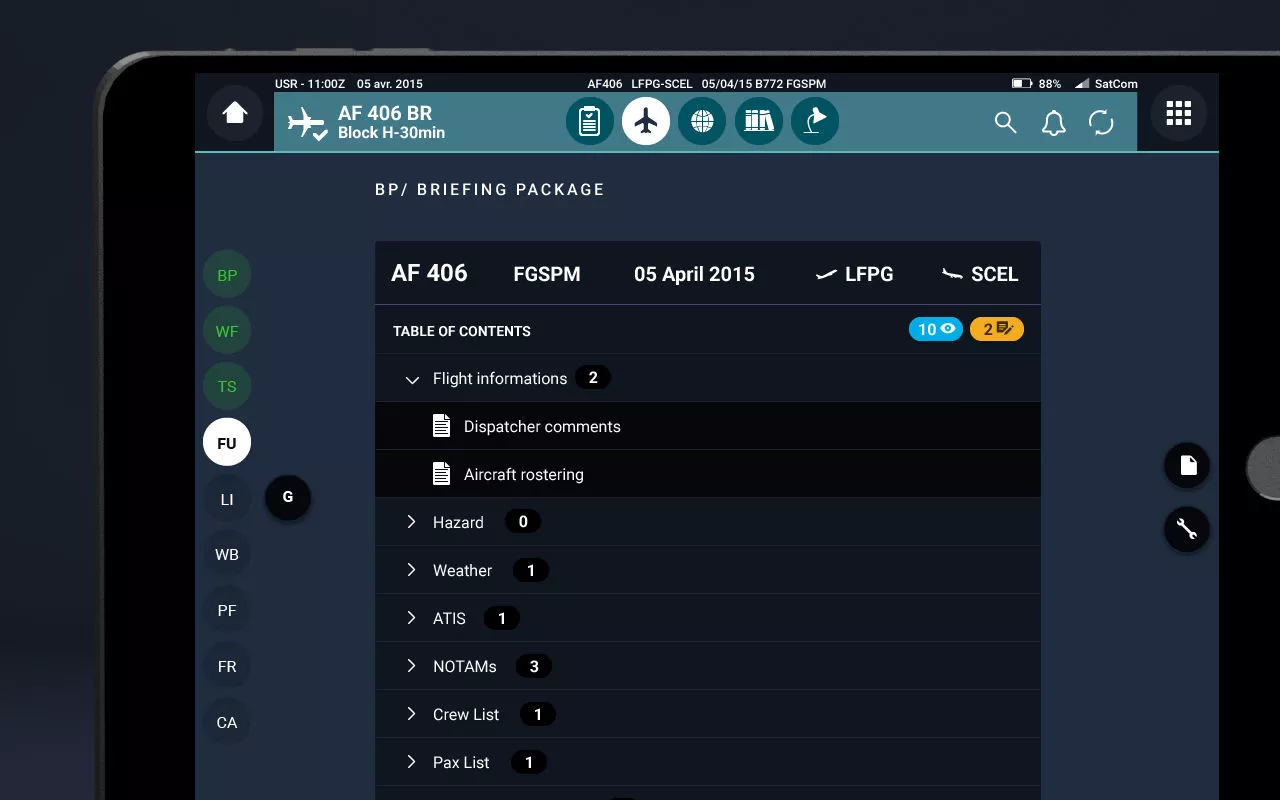 USR - 11:00Z 05 avr. 2015 AF406 LFPG-SCEL 05/04/15 B772 FGSPM 88% SatCom
AF 406 BR
Block H-30min
BP/ BRIEFING PACKAGE
AF 406 FGSPM 05 April 2015 LFPG SCEL
TABLE OF CONTENTS 10 2
Flight informations 2
Dispatcher comments
Aircraft rostering
Hazard 0
Weather 1
ATIS 1
NOTAMs 3
Crew List 1
Pax List 1
BP
WF
TS
FU
LI G
WB
PF
FR
CA